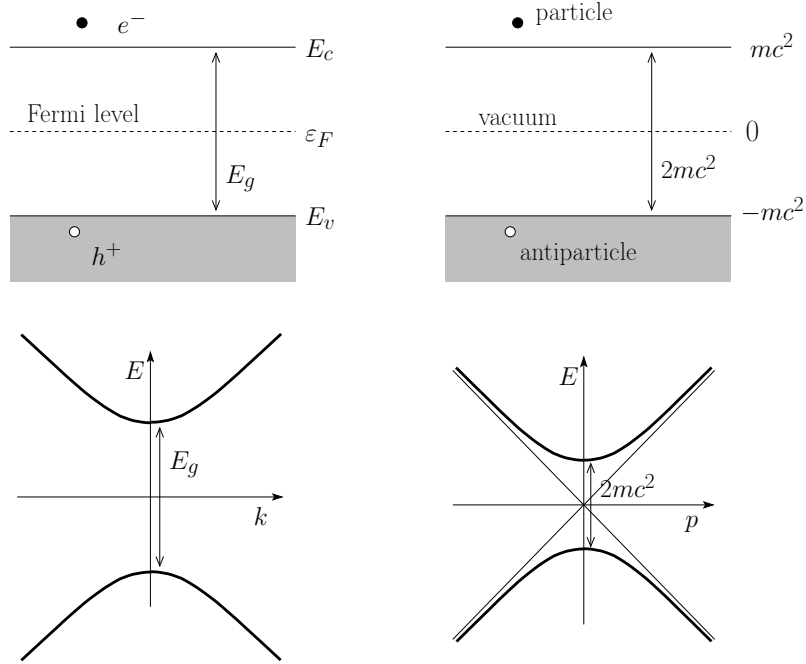 e⁻
E_c
Fermi level
ε_F
E_g
E_v
h⁺
particle
mc²
vacuum
0
2mc²
−mc²
antiparticle
E
E_g
k
E
2mc²
p